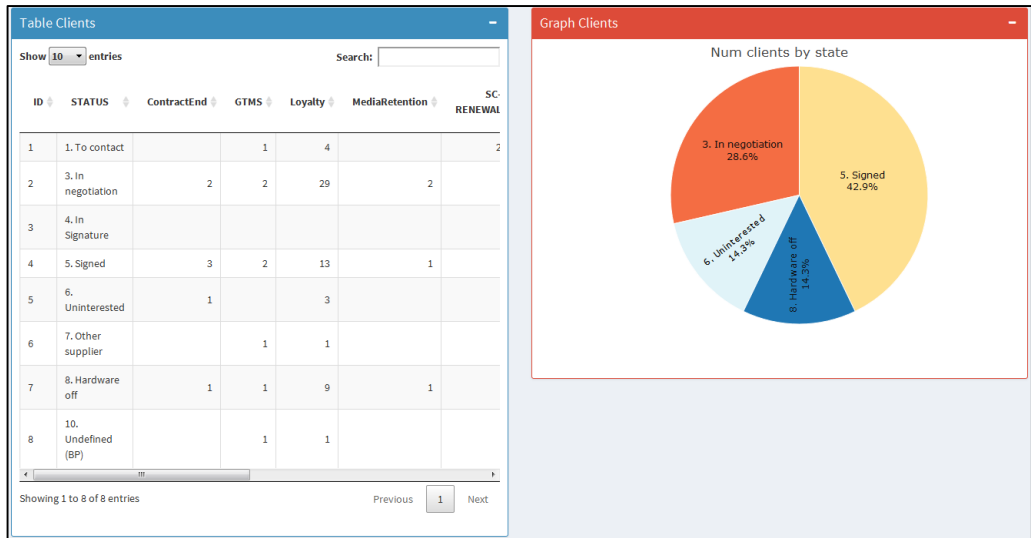 Table Clients
−
Show 10 entries
Search:
ID STATUS ContractEnd GTMS Loyalty MediaRetention SC-
RENEWAL
1 1. To contact 1 4 2
2 3. In
negotiation 2 2 29 2
3 4. In
Signature
4 5. Signed 3 2 13 1
5 6.
Uninterested 1 3
6 7. Other
supplier 1 1
7 8. Hardware
off 1 1 9 1
8 10.
Undefined
(BP) 1 1
Showing 1 to 8 of 8 entries
Previous 1 Next
Graph Clients
−
Num clients by state
3. In negotiation
28.6%
5. Signed
42.9%
6. Uninterested
14.3%
8. Hardware off
14.3%